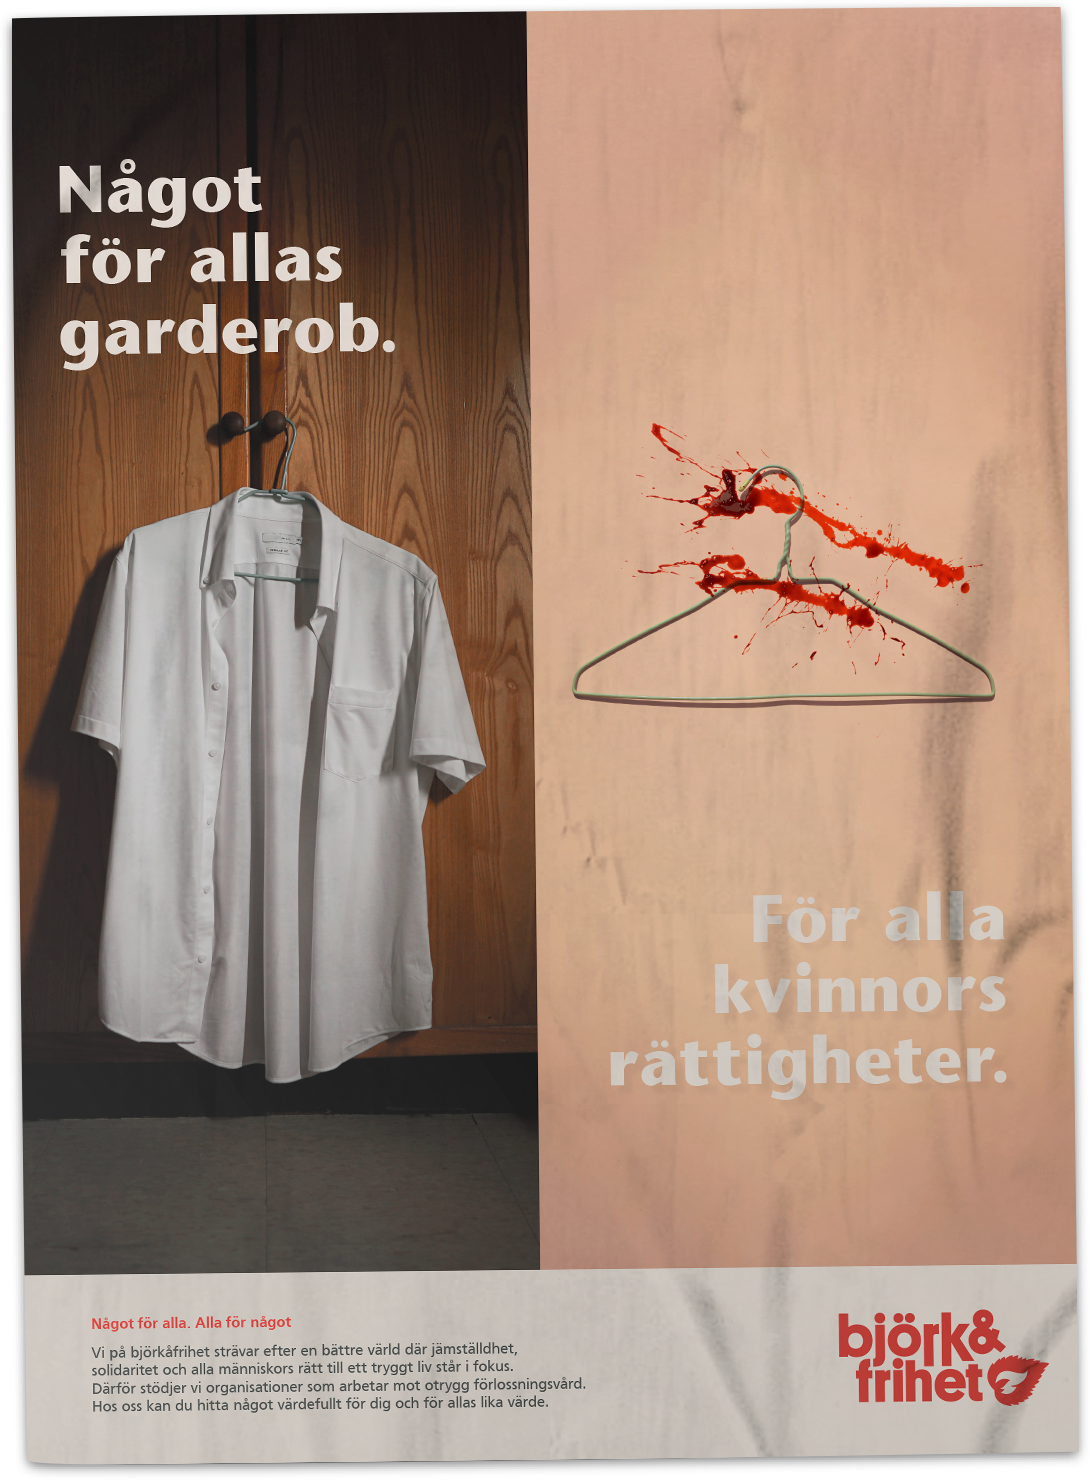 Något
för allas
garderob.
För alla
kvinnors
rättigheter.
Något för alla. Alla för något
Vi på björkåfrihet strävar efter en bättre värld där jämställdhet,
solidaritet och alla människors rätt till ett tryggt liv står i fokus.
Därför stödjer vi organisationer som arbetar mot otrygg förlossningsvård.
Hos oss kan du hitta något värdefullt för dig och för allas lika värde.
björk&
frihet